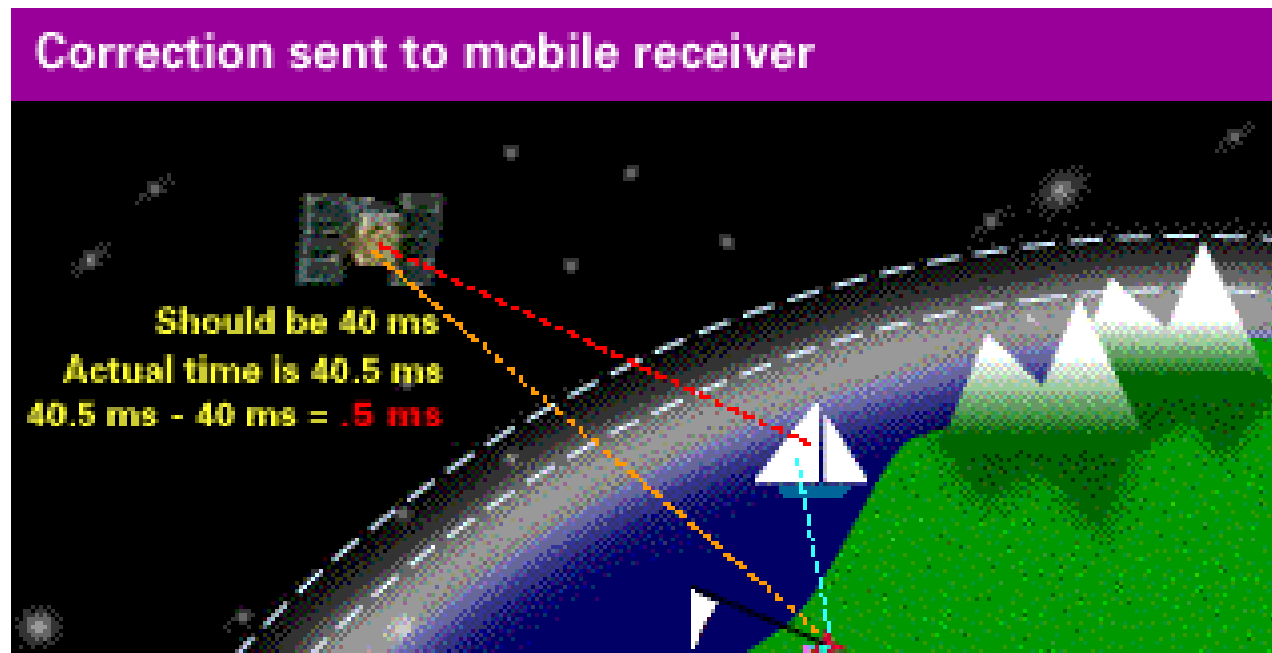 Correction sent to mobile receiver
Should be 40 ms
Actual time is 40.5 ms
40.5 ms - 40 ms = .5 ms